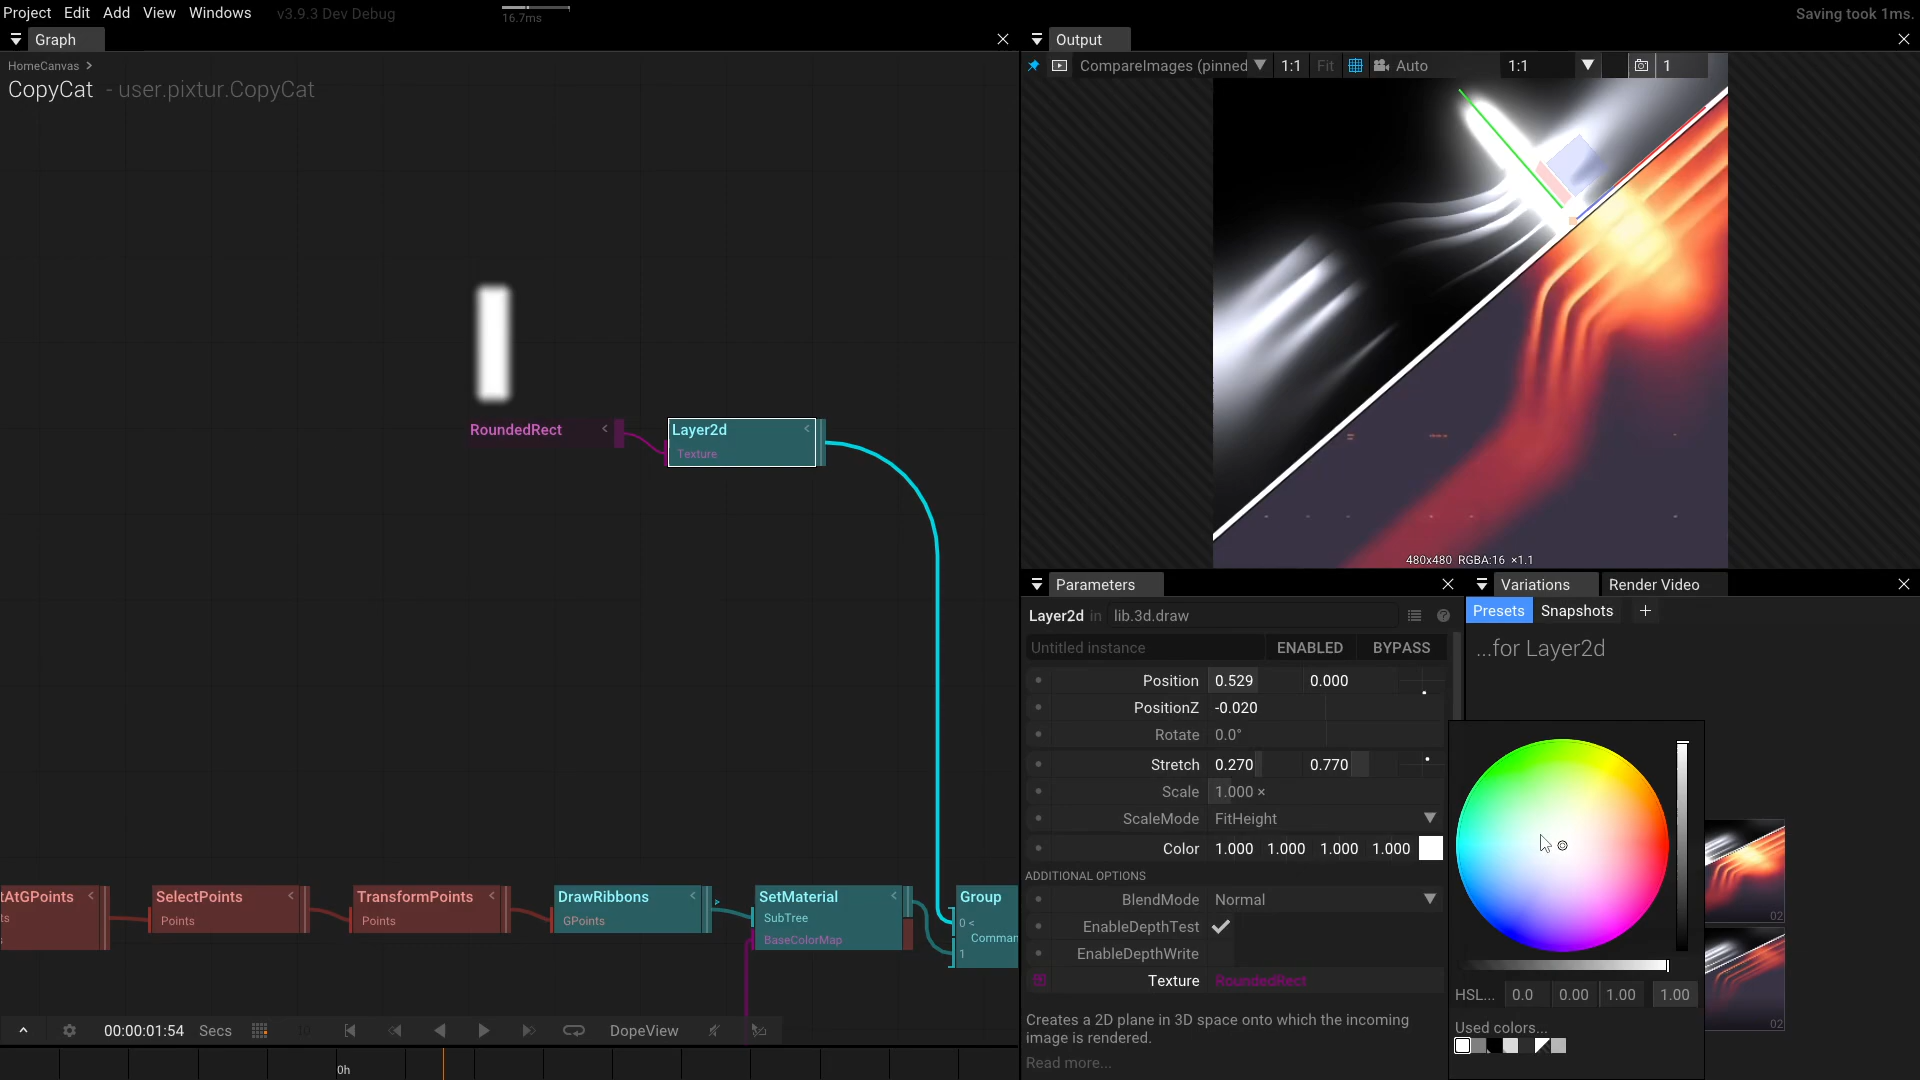 Project Edit Add View Windows v3.9.3 Dev Debug 16.7ms Saving took 1ms.
Graph
HomeCanvas >
CopyCat - user.pixtur.CopyCat
RoundedRect <
Layer2d <
Texture
tAtGPoints <
SelectPoints <
Points
TransformPoints <
Points
DrawRibbons <
GPoints
SetMaterial <
SubTree
BaseColorMap
Group
0 <
Comman
1
00:00:01:54 Secs DopeView
0h
Output
CompareImages (pinned 1:1 Fit Auto 1:1 1
480x480 RGBA:16 ×1.1
Parameters
Layer2d in lib.3d.draw
Untitled instance ENABLED BYPASS
Position 0.529 0.000
PositionZ -0.020
Rotate 0.0°
Stretch 0.270 0.770
Scale 1.000 ×
ScaleMode FitHeight
Color 1.000 1.000 1.000 1.000
ADDITIONAL OPTIONS
BlendMode Normal
EnableDepthTest
EnableDepthWrite
Texture RoundedRect
Creates a 2D plane in 3D space onto which the incoming
image is rendered.
Read more...
Variations Render Video
Presets Snapshots +
...for Layer2d
02
02
HSL... 0.0 0.00 1.00 1.00
Used colors...